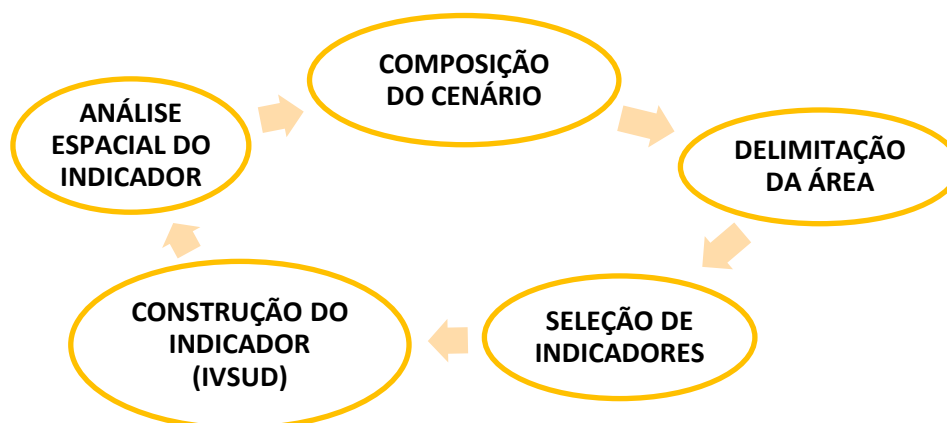 COMPOSIÇÃO
DO CENÁRIO
DELIMITAÇÃO
DA ÁREA
SELEÇÃO DE
INDICADORES
CONSTRUÇÃO DO
INDICADOR
(IVSUD)
ANÁLISE
ESPACIAL DO
INDICADOR